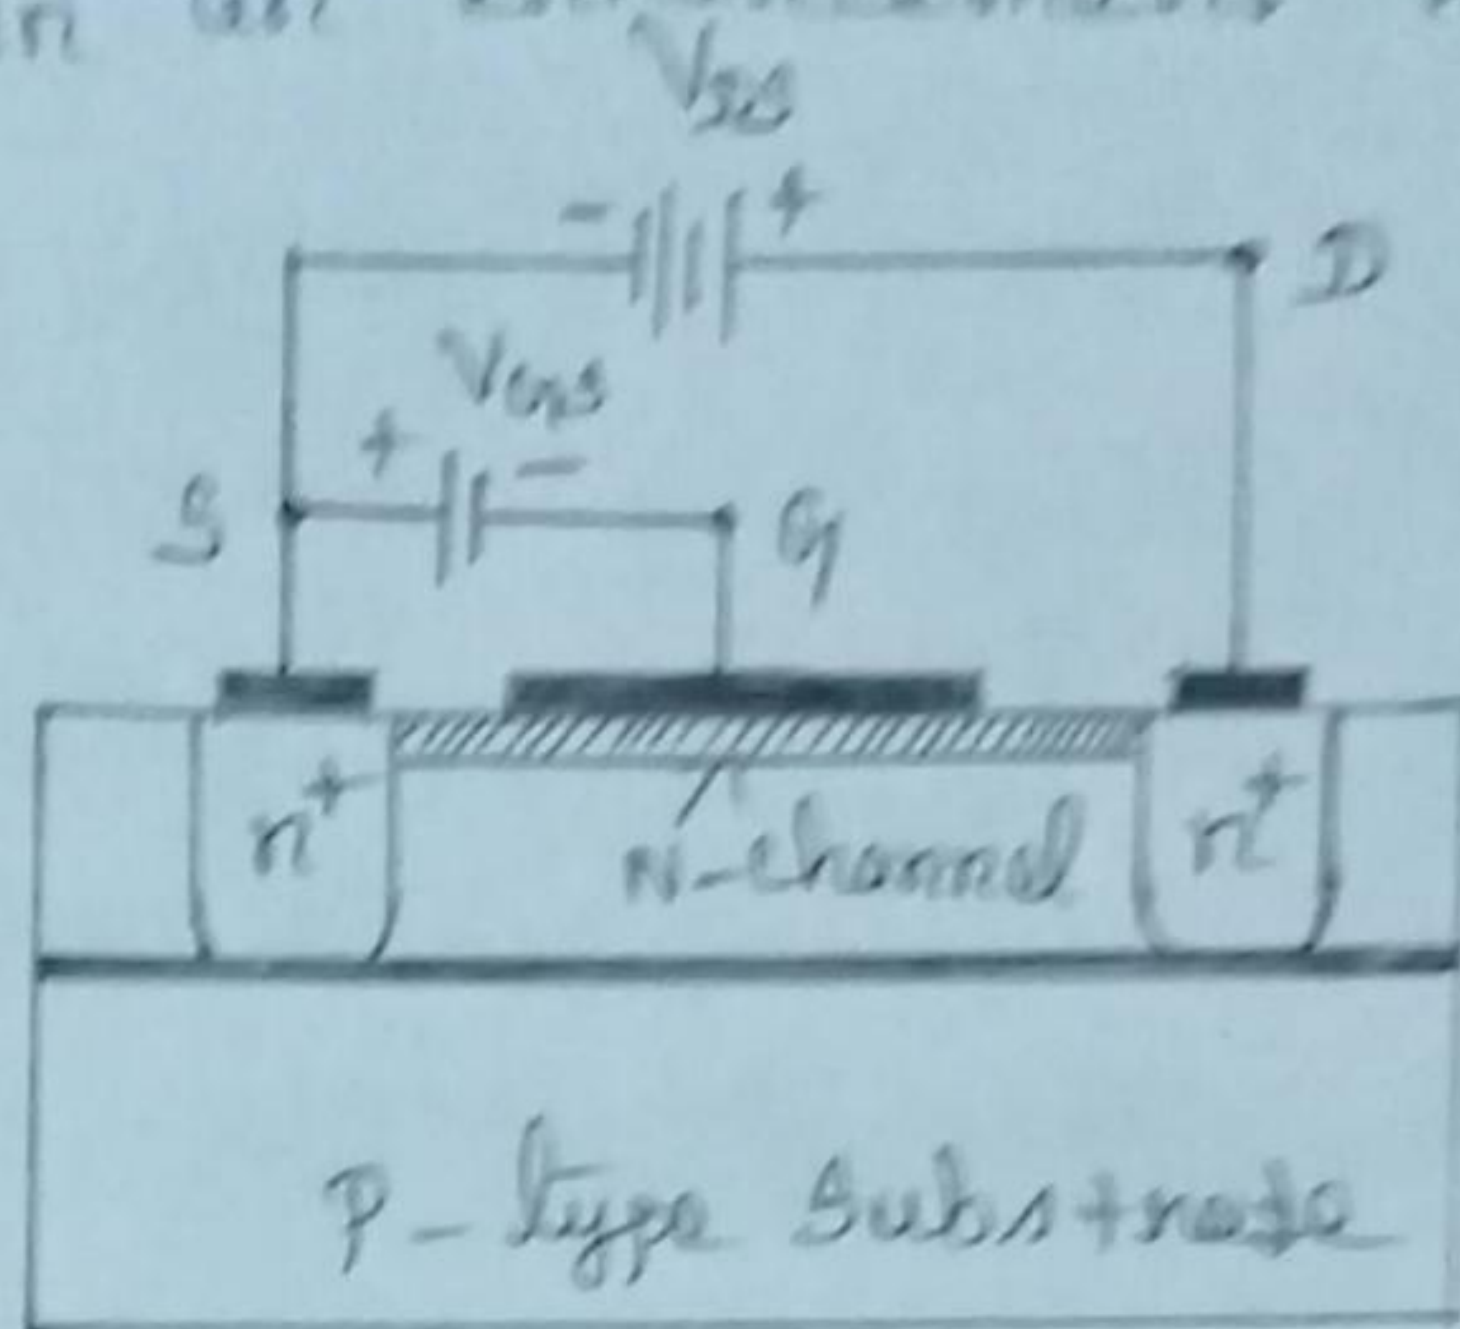 VDS
- +
D
VGS
+ -
S
G
n+
N-channel
n+
P-type substrate